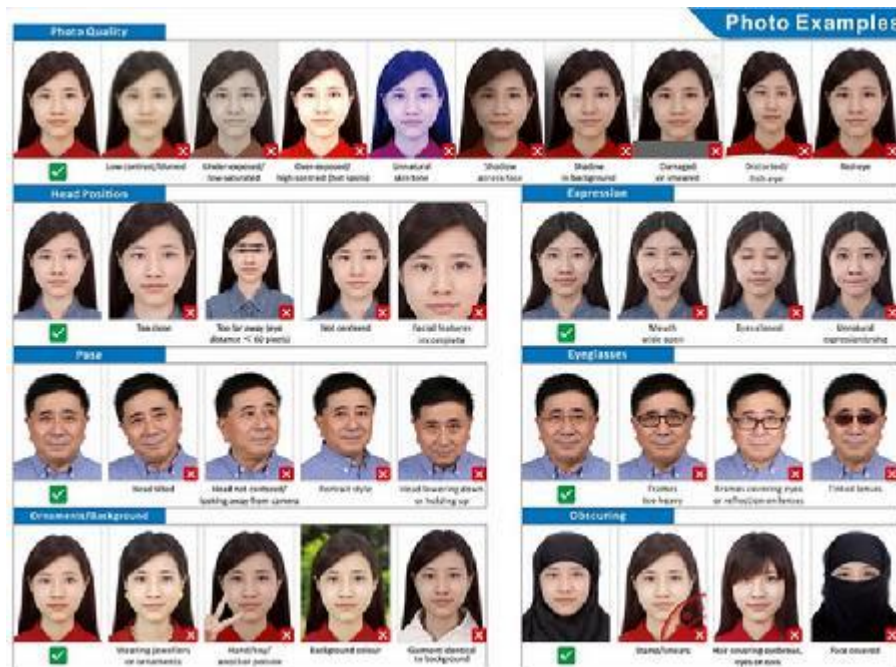 Photo Examples
Photo Quality
Low contrast/blurred
Under-exposed/
low-saturated
Over-exposed/
high contrast (hot spots)
Unnatural
skin tone
Shadow
across face
Shadow
in background
Damaged
or smeared
Distorted/
fish eye
Red eye
Head Position
Too close
Too far away (eye
distance < 60 pixels)
Not centered
Facial features
incomplete
Expression
Mouth
wide open
Eyes closed
Unnatural
Pose
Head tilted
Head not centered/
looking away from camera
Portrait style
Head lowering down
or holding up
Eyeglasses
Frames
too heavy
Frames covering eyes
or reflection on lenses
Tinted lenses
Ornaments/Background
Wearing jewellery
or ornaments
Hand/toy/
another person
Background colour
Garment identical
to background
Obscuring
Hair covering eyebrows,
eyes or ears
Face covered